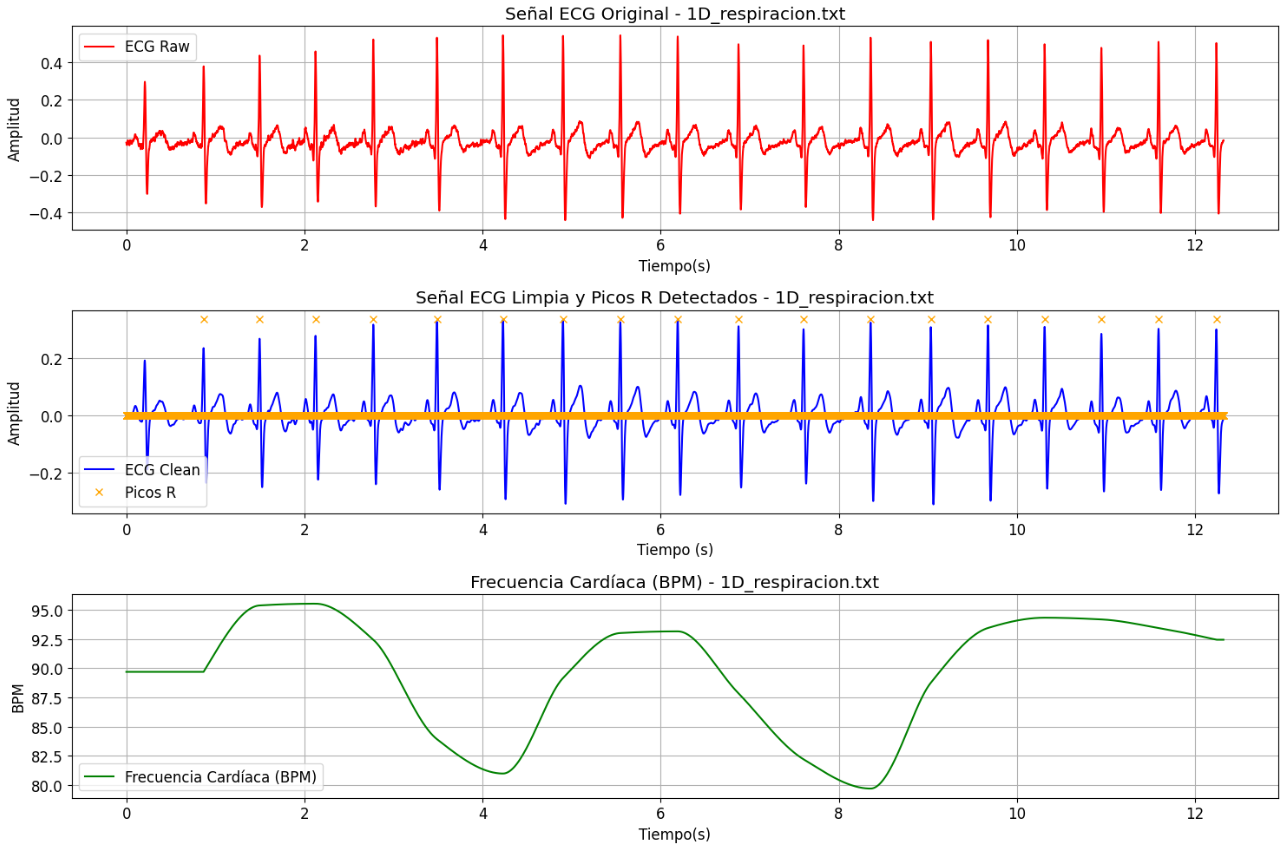 Señal ECG Original - 1D_respiracion.txt
ECG Raw
Amplitud
0.4
0.2
0.0
−0.2
−0.4
0 2 4 6 8 10 12
Tiempo(s)
Señal ECG Limpia y Picos R Detectados - 1D_respiracion.txt
Amplitud
0.2
0.0
−0.2
ECG Clean
Picos R
0 2 4 6 8 10 12
Tiempo (s)
Frecuencia Cardíaca (BPM) - 1D_respiracion.txt
BPM
95.0
92.5
90.0
87.5
85.0
82.5
80.0
Frecuencia Cardíaca (BPM)
0 2 4 6 8 10 12
Tiempo(s)